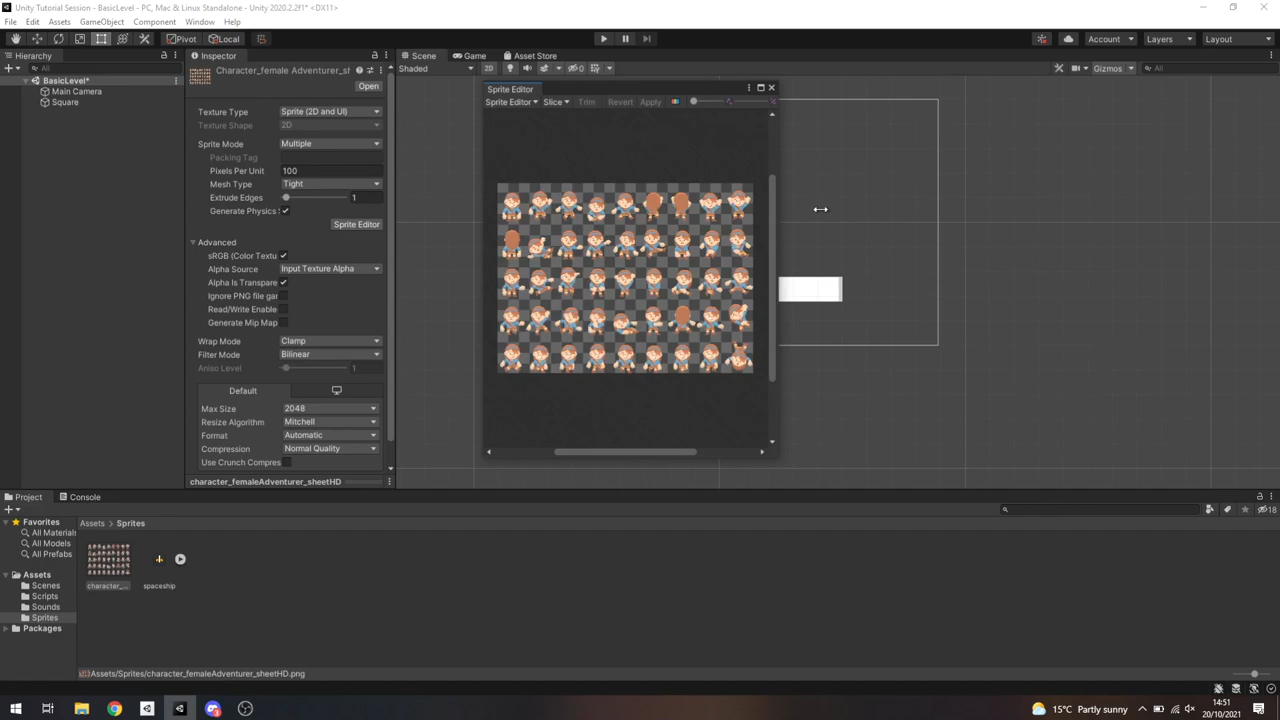 Unity Tutorial Session - BasicLevel - PC, Mac & Linux Standalone - Unity 2020.2.2f1* <DX11>
File Edit Assets GameObject Component Window Help
Pivot Local Account Layers Layout
Hierarchy Inspector Scene Game Asset Store
All
Shaded 2D 0 Gizmos All
BasicLevel*
Main Camera
Square
Character_female Adventurer_sh
Open
Texture Type Sprite (2D and UI)
Texture Shape 2D
Sprite Mode Multiple
Packing Tag
Pixels Per Unit 100
Mesh Type Tight
Extrude Edges 1
Generate Physics
Sprite Editor
Advanced
sRGB (Color Textu
Alpha Source Input Texture Alpha
Alpha Is Transpare
Ignore PNG file gar
Read/Write Enable
Generate Mip Map
Wrap Mode Clamp
Filter Mode Bilinear
Aniso Level 1
Default
Max Size 2048
Resize Algorithm Mitchell
Format Automatic
Compression Normal Quality
Use Crunch Compres
character_femaleAdventurer_sheetHD
Sprite Editor
Sprite Editor Slice Trim Revert Apply
Project Console
18
Favorites
All Materials
All Models
All Prefabs
Assets
Scenes
Scripts
Sounds
Sprites
Packages
Assets > Sprites
character_... spaceship
Assets/Sprites/character_femaleAdventurer_sheetHD.png
15°C Partly sunny
14:51
20/10/2021